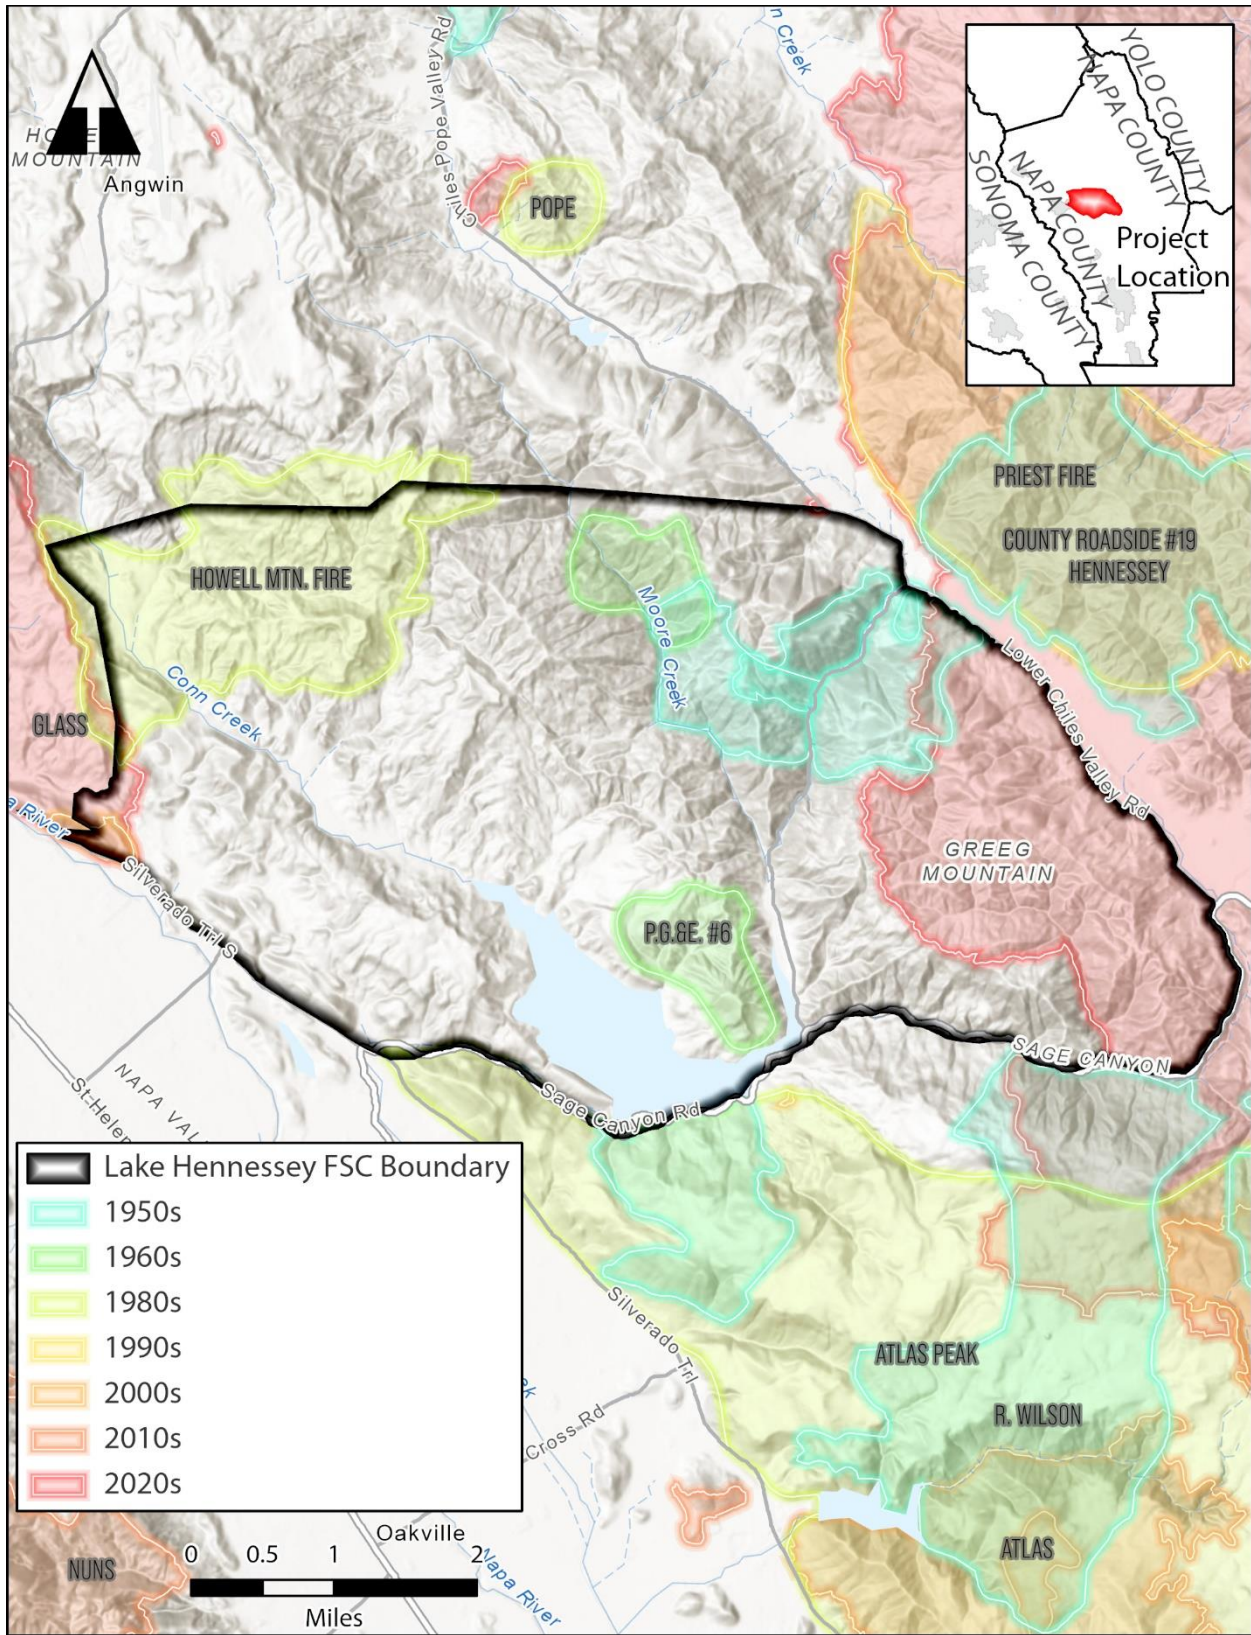 n Creek
Chiles Pope Valley Rd
YOLO COUNTY
NAPA COUNTY
NAPA COUNTY
SONOMA COUNTY
Project
Location
MOUNTAIN
Angwin
POPE
PRIEST FIRE
COUNTY ROADSIDE #19
HENNESSEY
HOWELL MTN. FIRE
Moore Creek
Conn Creek
Lower Chiles Valley Rd
GLASS
a River
GREEG
MOUNTAIN
Silverado Trl S
P.G.&E. #6
SAGE CANYON
Sage Canyon Rd
NAPA VALL
St Helen
Lake Hennessey FSC Boundary
1950s
1960s
1980s
1990s
2000s
2010s
2020s
Silverado Trl
ATLAS PEAK
R. WILSON
Cross Rd
Oakville
ATLAS
NUNS
0 0.5 1 2
Miles
Napa River